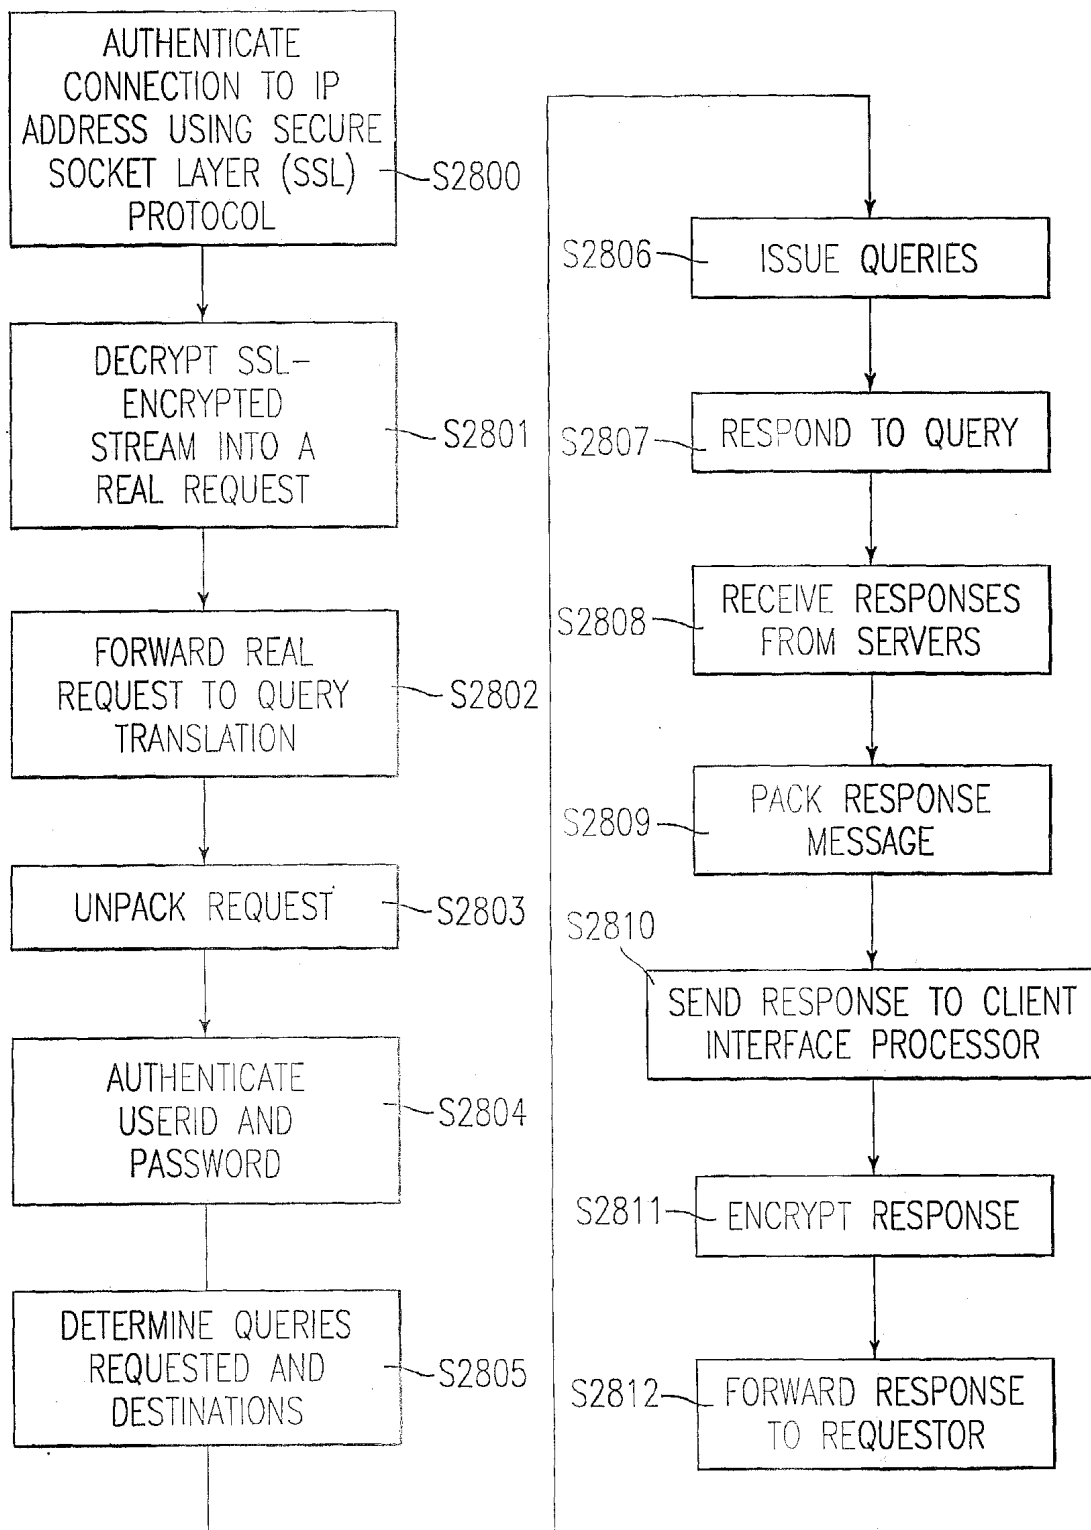 AUTHENTICATE
CONNECTION TO IP
ADDRESS USING SECURE
SOCKET LAYER (SSL)
PROTOCOL
S2800
DECRYPT SSL-
ENCRYPTED
STREAM INTO A
REAL REQUEST
S2801
FORWARD REAL
REQUEST TO QUERY
TRANSLATION
S2802
UNPACK REQUEST
S2803
AUTHENTICATE
USERID AND
PASSWORD
S2804
DETERMINE QUERIES
REQUESTED AND
DESTINATIONS
S2805
S2806
ISSUE QUERIES
S2807
RESPOND TO QUERY
S2808
RECEIVE RESPONSES
FROM SERVERS
S2809
PACK RESPONSE
MESSAGE
S2810
SEND RESPONSE TO CLIENT
INTERFACE PROCESSOR
S2811
ENCRYPT RESPONSE
S2812
FORWARD RESPONSE
TO REQUESTOR